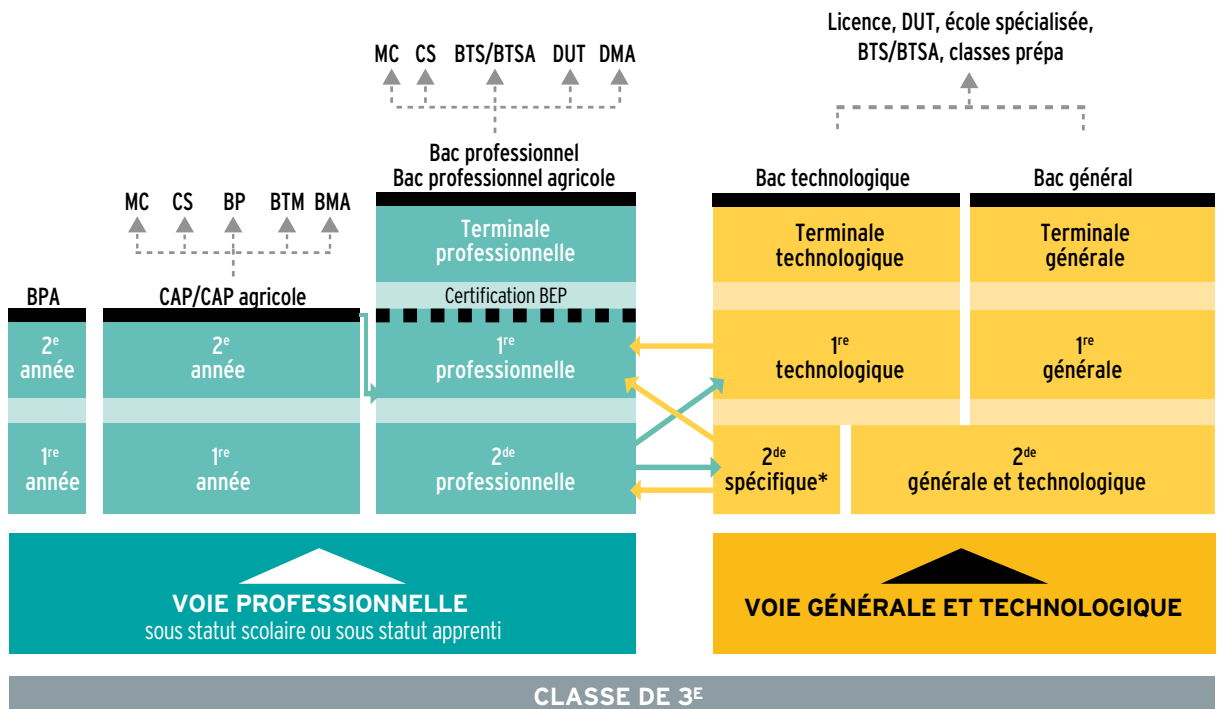 Licence, DUT, école spécialisée,
BTS/BTSA, classes prépa
MC CS BTS/BTSA DUT DMA
Bac professionnel
Bac professionnel agricole
Bac technologique
Bac général
MC CS BP BTM BMA
Terminale
professionnelle
Terminale
technologique
Terminale
générale
BPA
CAP/CAP agricole
Certification BEP
2e
année
2e
année
1re
professionnelle
1re
technologique
1re
générale
1re
année
1re
année
2de
professionnelle
2de
spécifique*
2de
générale et technologique
VOIE PROFESSIONNELLE
sous statut scolaire ou sous statut apprenti
VOIE GÉNÉRALE ET TECHNOLOGIQUE
CLASSE DE 3E